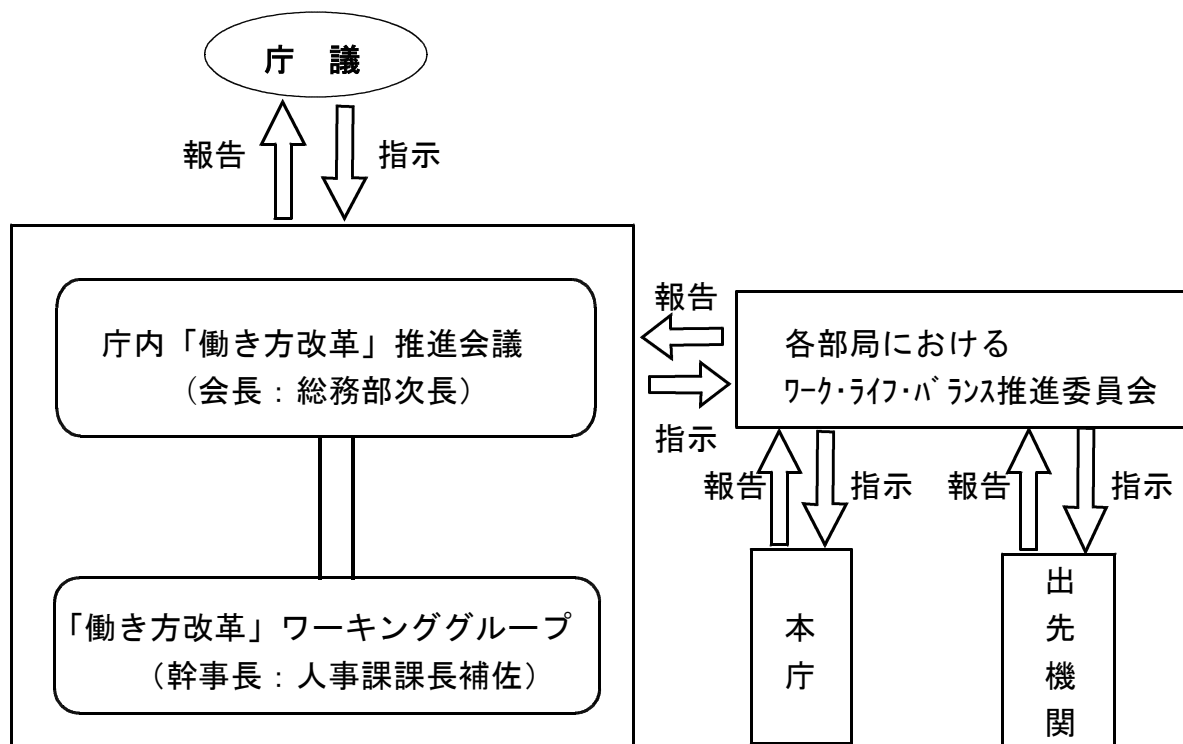 庁　議
報告
指示
庁内「働き方改革」推進会議
（会長：総務部次長）
「働き方改革」ワーキンググループ
（幹事長：人事課課長補佐）
報告
指示
各部局における
ﾜｰｸ･ﾗｲﾌ･ﾊﾞﾗﾝｽ推進委員会
報告
指示
報告
指示
本庁
出先機関